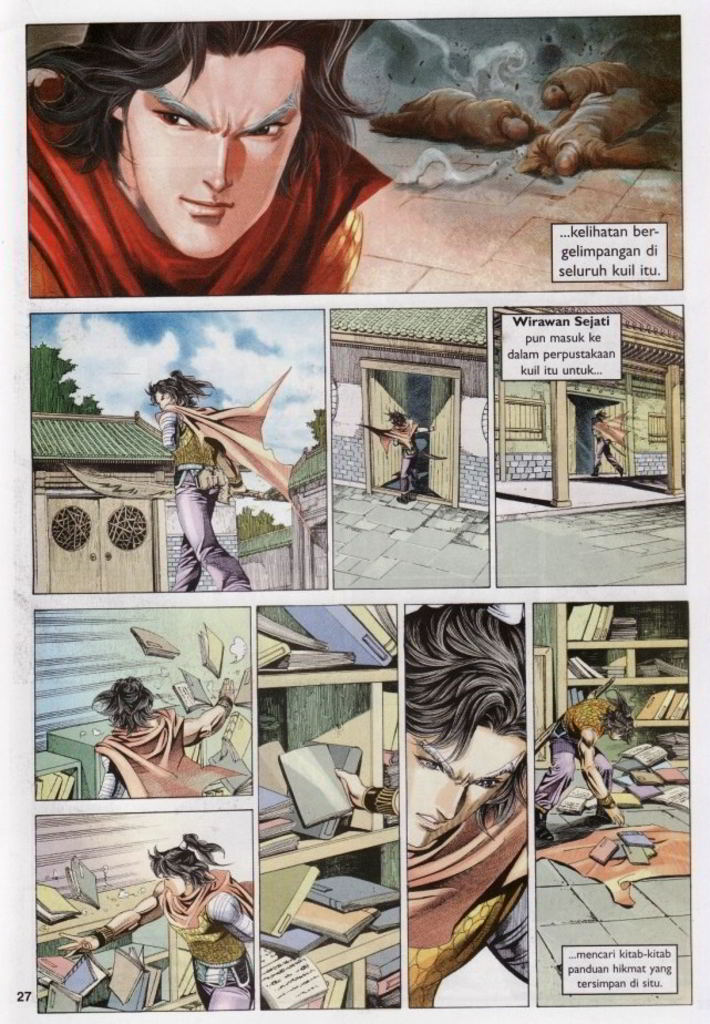 ...kelihatan ber-
gelimpangan di
seluruh kuil itu.
Wirawan Sejati
pun masuk ke
dalam perpustakaan
kuil itu untuk...
...mencari kitab-kitab
panduan hikmat yang
tersimpan di situ.
27